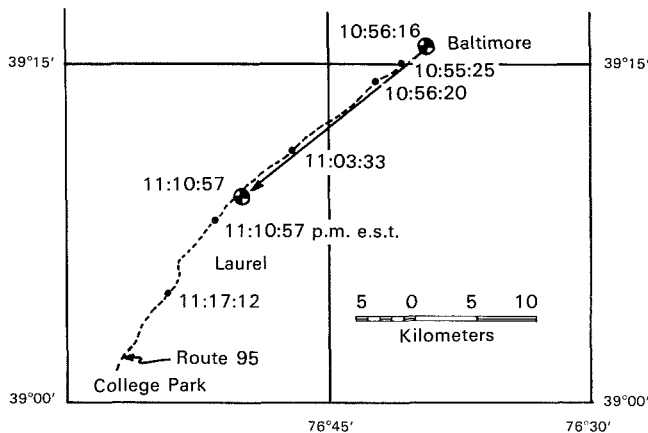 10:56:16
Baltimore
39°15'
39°15'
10:55:25
10:56:20
11:03:33
11:10:57
11:10:57 p.m. e.s.t.
Laurel
11:17:12
5 0 5 10
Kilometers
Route 95
College Park
39°00'
39°00'
76°45'
76°30'